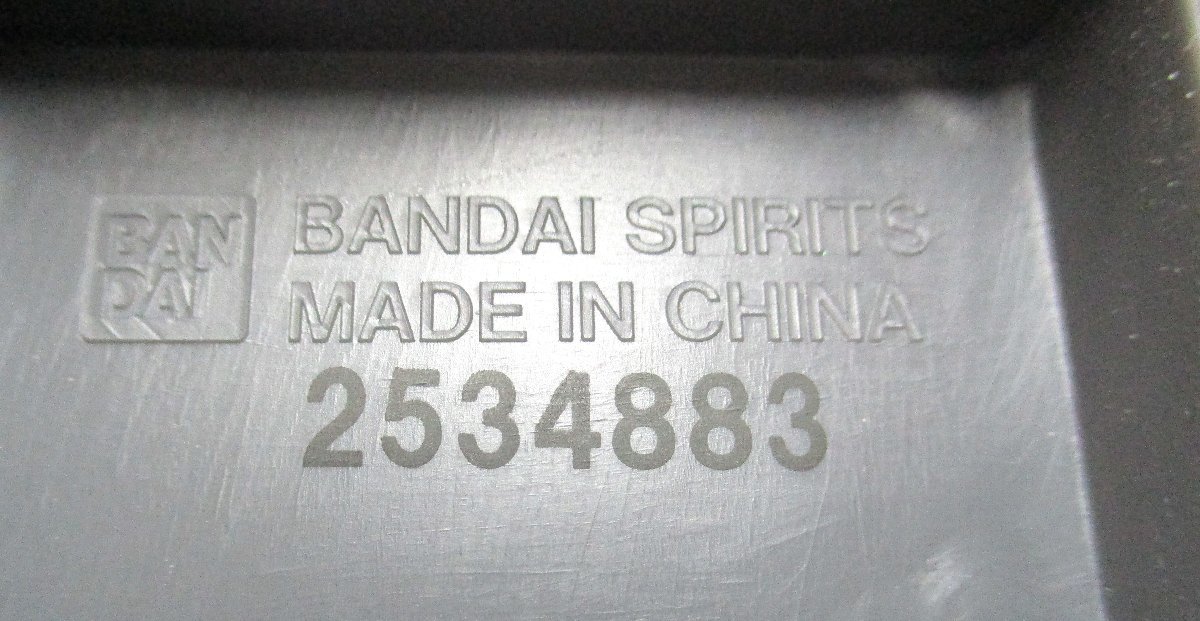 BAN
DAI
BANDAI SPIRITS
MADE IN CHINA
2534883